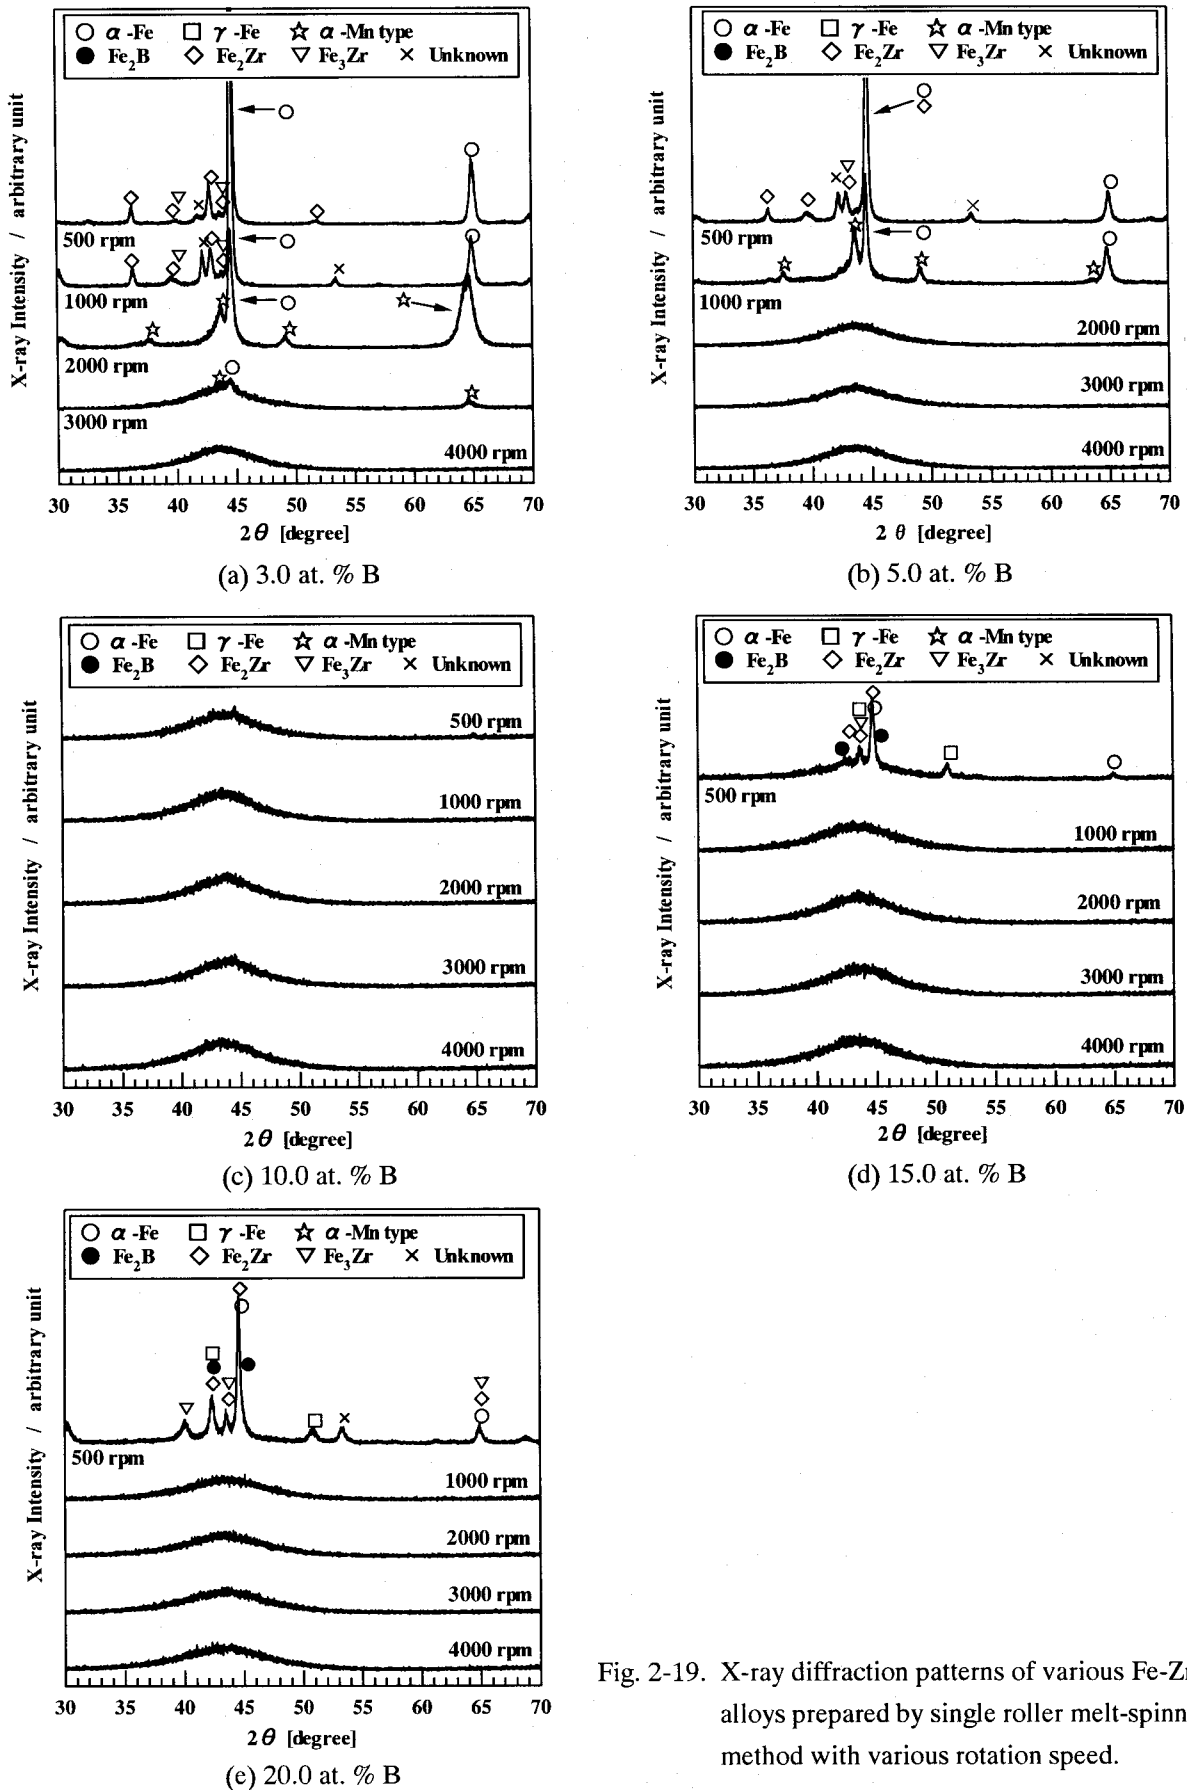 α -Fe γ -Fe α -Mn type
Fe2B Fe2Zr Fe3Zr × Unknown
X-ray Intensity / arbitrary unit
500 rpm
1000 rpm
2000 rpm
3000 rpm
4000 rpm
30 35 40 45 50 55 60 65 70
2θ [degree]
(a) 3.0 at. % B
α -Fe γ -Fe α -Mn type
Fe2B Fe2Zr Fe3Zr × Unknown
X-ray Intensity / arbitrary unit
500 rpm
1000 rpm
2000 rpm
3000 rpm
4000 rpm
30 35 40 45 50 55 60 65 70
2 θ [degree]
(b) 5.0 at. % B
α -Fe γ -Fe α -Mn type
Fe2B Fe2Zr Fe3Zr × Unknown
X-ray Intensity / arbitrary unit
500 rpm
1000 rpm
2000 rpm
3000 rpm
4000 rpm
30 35 40 45 50 55 60 65 70
2θ [degree]
(c) 10.0 at. % B
α -Fe γ -Fe α -Mn type
Fe2B Fe2Zr Fe3Zr × Unknown
X-ray Intensity / arbitrary unit
500 rpm
1000 rpm
2000 rpm
3000 rpm
4000 rpm
30 35 40 45 50 55 60 65 70
2θ [degree]
(d) 15.0 at. % B
α -Fe γ -Fe α -Mn type
Fe2B Fe2Zr Fe3Zr × Unknown
X-ray Intensity / arbitrary unit
500 rpm
1000 rpm
2000 rpm
3000 rpm
4000 rpm
30 35 40 45 50 55 60 65 70
2θ [degree]
(e) 20.0 at. % B
Fig. 2-19. X-ray diffraction patterns of various Fe-Zr
alloys prepared by single roller melt-spinn
method with various rotation speed.